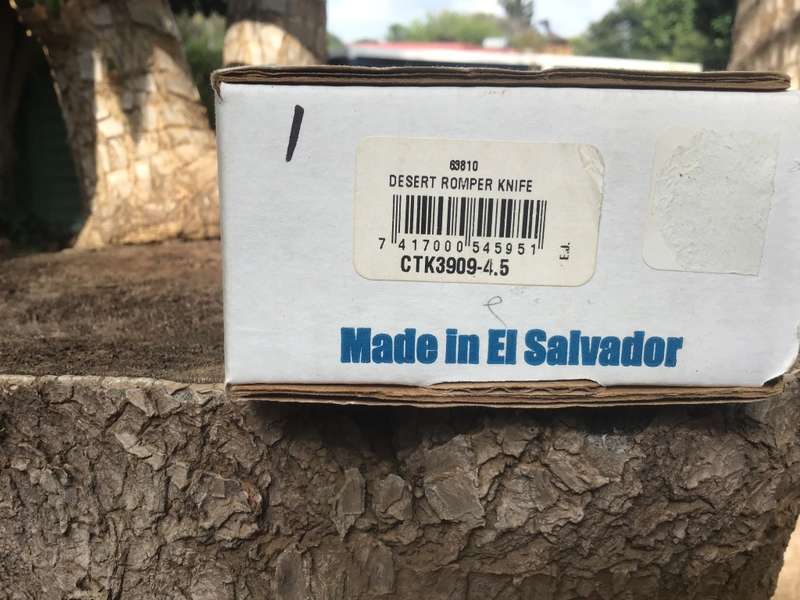 63810
DESERT ROMPER KNIFE
7 417000 545951
E.J.
CTK3909-4.5
Made in El Salvador